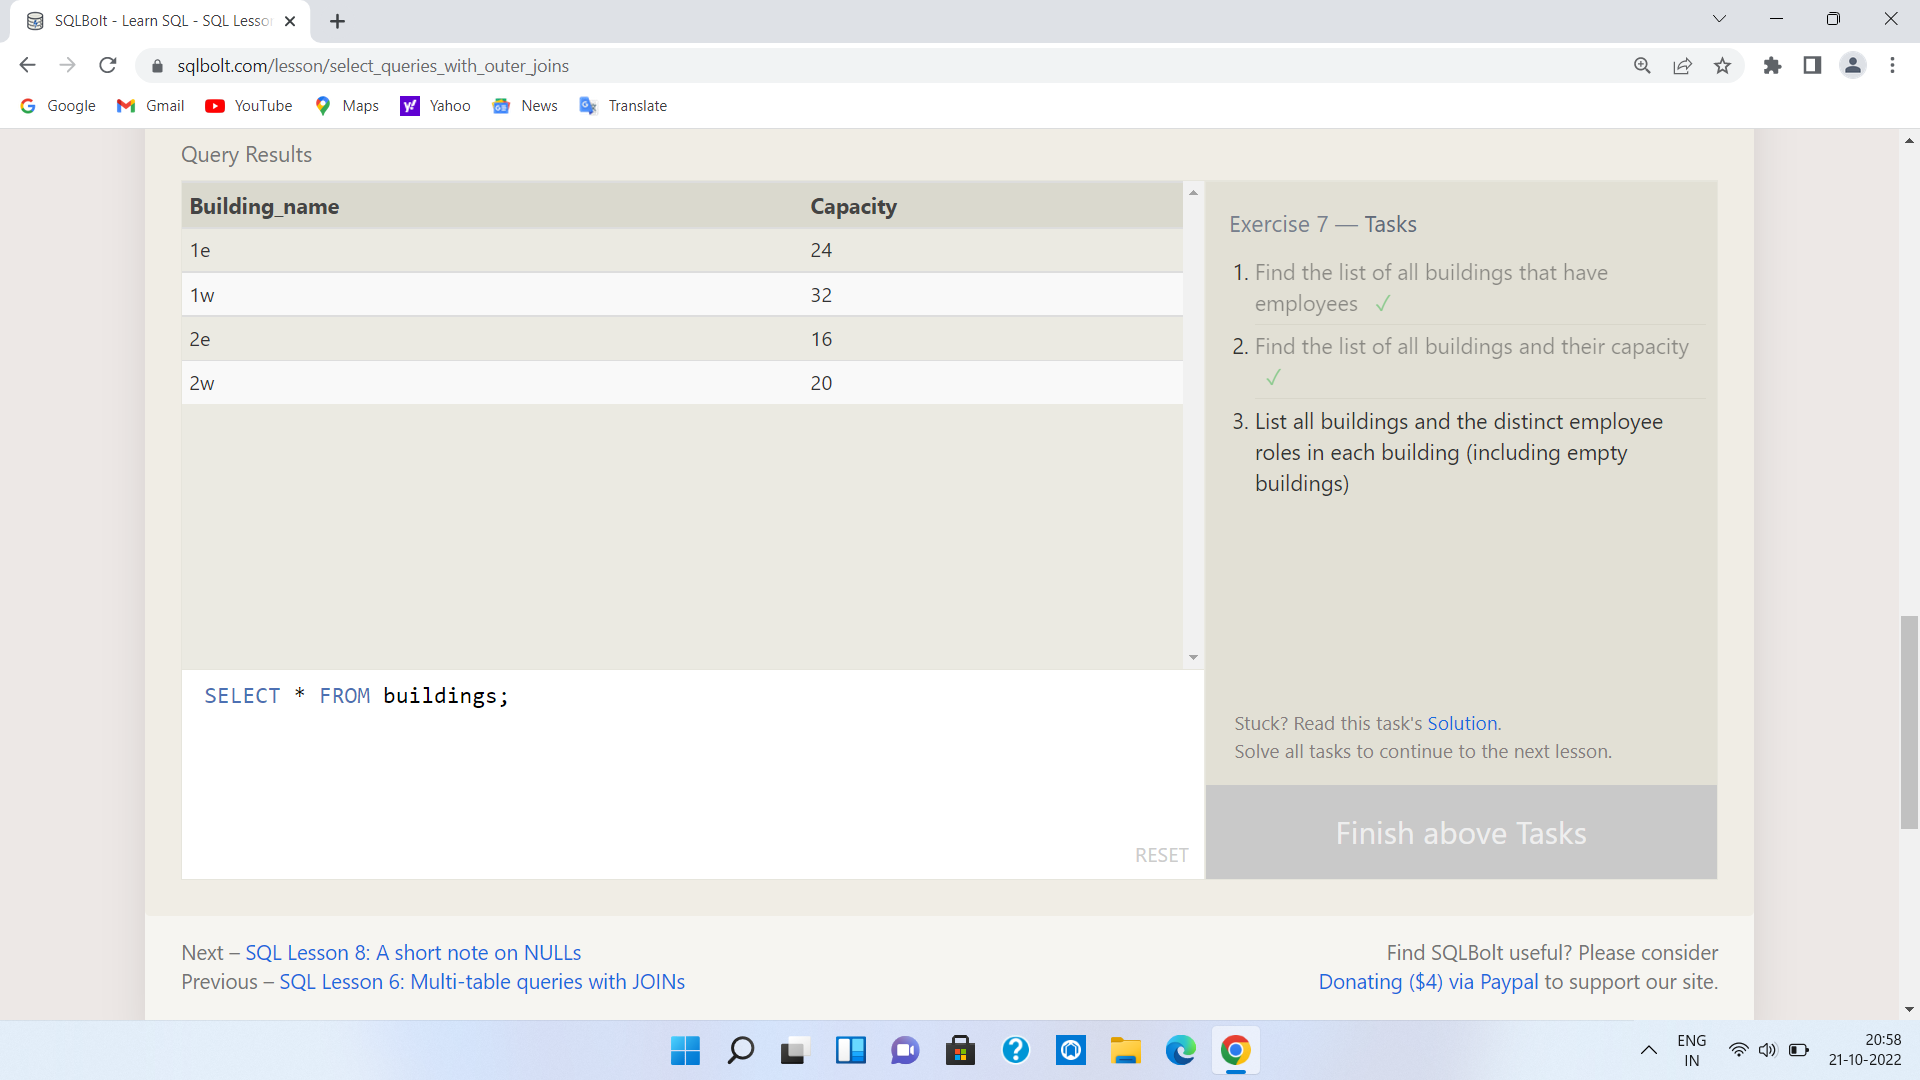 SQLBolt - Learn SQL - SQL Lesson
sqlbolt.com/lesson/select_queries_with_outer_joins
Google Gmail YouTube Maps Yahoo News Translate
Query Results
Building_name Capacity
1e 24
1w 32
2e 16
2w 20
SELECT * FROM buildings;
RESET
Exercise 7 — Tasks
1. Find the list of all buildings that have
employees ✓
2. Find the list of all buildings and their capacity
✓
3. List all buildings and the distinct employee
roles in each building (including empty
buildings)
Stuck? Read this task's Solution.
Solve all tasks to continue to the next lesson.
Finish above Tasks
Next – SQL Lesson 8: A short note on NULLs
Previous – SQL Lesson 6: Multi-table queries with JOINs
Find SQLBolt useful? Please consider
Donating ($4) via Paypal to support our site.
ENG
IN
20:58
21-10-2022